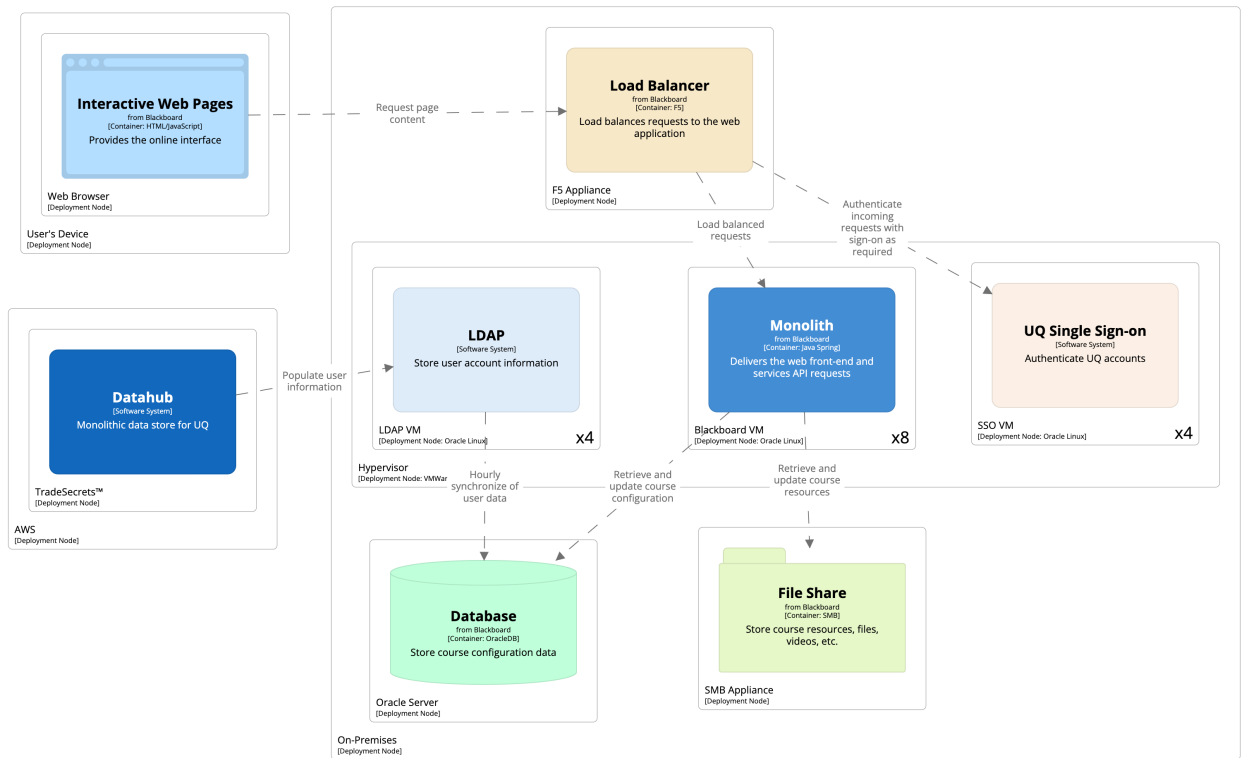 Interactive Web Pages
from Blackboard
[Container: HTML/JavaScript]
Provides the online interface
Web Browser
[Deployment Node]
User's Device
[Deployment Node]
Request page
content
Load Balancer
from Blackboard
[Container: F5]
Load balances requests to the web
application
F5 Appliance
[Deployment Node]
Load balanced
requests
Authenticate
incoming
requests with
sign-on as
required
Datahub
[Software System]
Monolithic data store for UQ
TradeSecrets™
[Deployment Node]
AWS
[Deployment Node]
Populate user
information
LDAP
[Software System]
Store user account information
LDAP VM
[Deployment Node: Oracle Linux]
x4
Monolith
from Blackboard
[Container: Java Spring]
Delivers the web front-end and
services API requests
Blackboard VM
[Deployment Node: Oracle Linux]
x8
UQ Single Sign-on
[Software System]
Authenticate UQ accounts
SSO VM
[Deployment Node: Oracle Linux]
x4
Hypervisor
[Deployment Node: VMWar
Hourly
synchronize of
user data
Retrieve and
update course
configuration
Retrieve and
update course
resources
Database
from Blackboard
[Container: OracleDB]
Store course configuration data
Oracle Server
[Deployment Node]
File Share
from Blackboard
[Container: SMB]
Store course resources, files,
videos, etc.
SMB Appliance
[Deployment Node]
On-Premises
[Deployment Node]